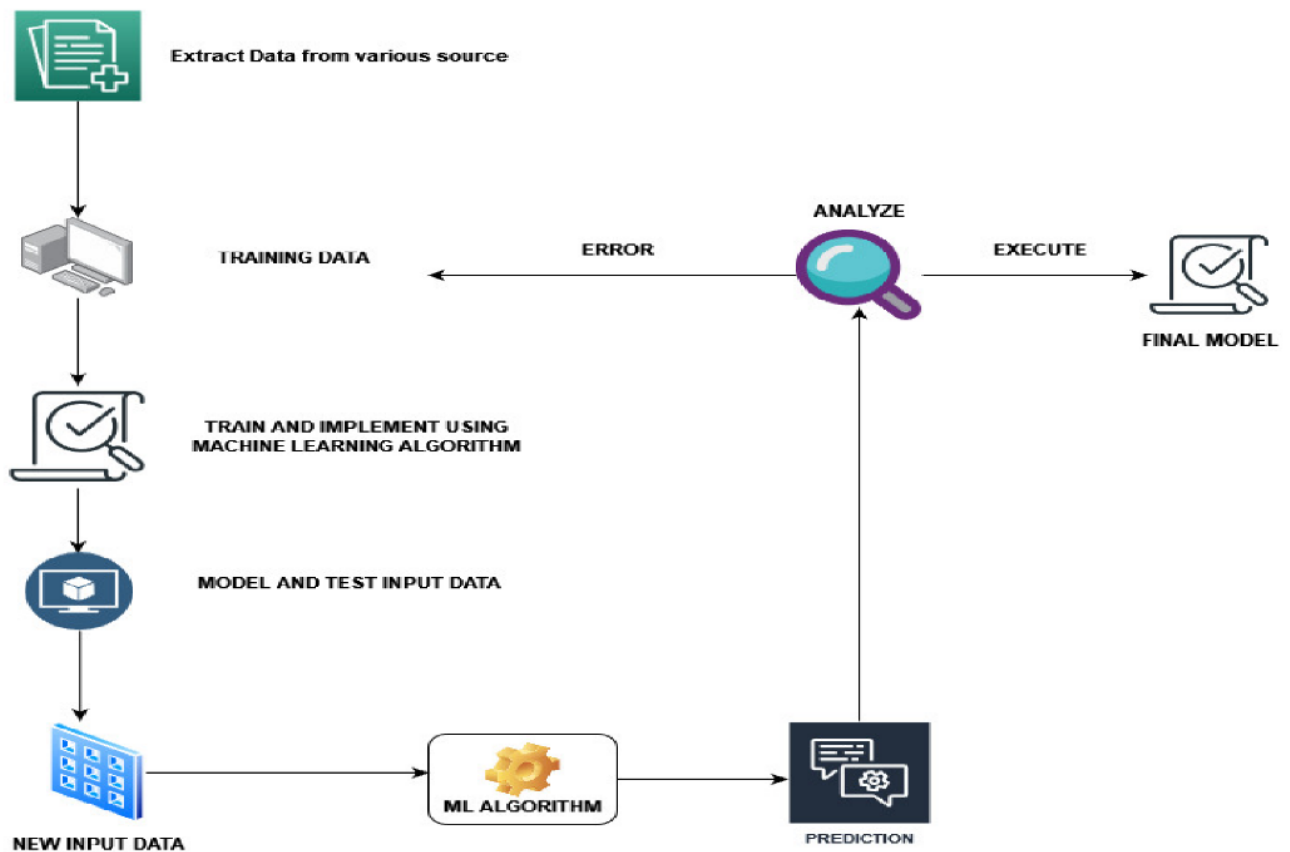 Extract Data from various source
ANALYZE
TRAINING DATA
ERROR
EXECUTE
FINAL MODEL
TRAIN AND IMPLEMENT USING
MACHINE LEARNING ALGORITHM
MODEL AND TEST INPUT DATA
ML ALGORITHM
NEW INPUT DATA
PREDICTION